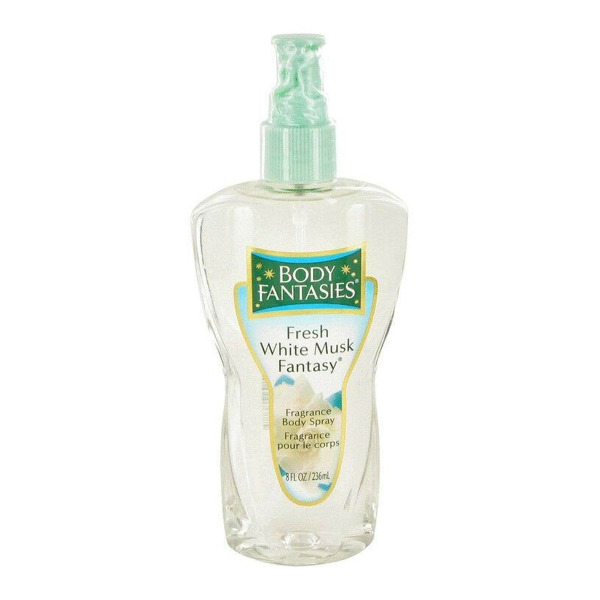 BODY
FANTASIES®
Fresh
White Musk
Fantasy®
Fragrance
Body Spray
Fragrance
pour le corps
8 FL OZ / 236mL